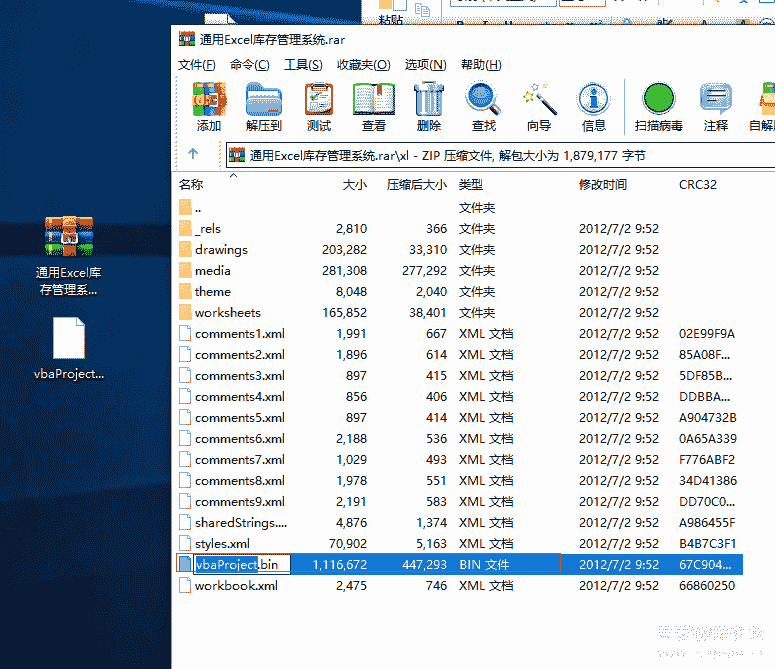 粘贴
通用Excel库存管理系统.rar
文件(F) 命令(C) 工具(S) 收藏夹(O) 选项(N) 帮助(H)
添加 解压到 测试 查看 删除 查找 向导 信息 扫描病毒 注释 自解
通用Excel库存管理系统.rar\xl - ZIP 压缩文件, 解包大小为 1,879,177 字节
名称 大小 压缩后大小 类型 修改时间 CRC32
.. 文件夹
_rels 2,810 366 文件夹 2012/7/2 9:52
drawings 203,282 33,310 文件夹 2012/7/2 9:52
media 281,308 277,292 文件夹 2012/7/2 9:52
theme 8,048 2,040 文件夹 2012/7/2 9:52
worksheets 165,852 38,401 文件夹 2012/7/2 9:52
comments1.xml 1,991 667 XML 文档 2012/7/2 9:52 02E99F9A
comments2.xml 1,896 614 XML 文档 2012/7/2 9:52 85A08F...
comments3.xml 897 415 XML 文档 2012/7/2 9:52 5DF85B...
comments4.xml 856 406 XML 文档 2012/7/2 9:52 DDBBA...
comments5.xml 897 414 XML 文档 2012/7/2 9:52 A904732B
comments6.xml 2,188 536 XML 文档 2012/7/2 9:52 0A65A339
comments7.xml 1,029 493 XML 文档 2012/7/2 9:52 F776ABF2
comments8.xml 1,978 551 XML 文档 2012/7/2 9:52 34D41386
comments9.xml 2,191 583 XML 文档 2012/7/2 9:52 DD70C0...
sharedStrings.... 4,876 1,374 XML 文档 2012/7/2 9:52 A986455F
styles.xml 70,902 5,163 XML 文档 2012/7/2 9:52 B4B7C3F1
vbaProject.bin 1,116,672 447,293 BIN 文件 2012/7/2 9:52 67C904...
workbook.xml 2,475 746 XML 文档 2012/7/2 9:52 66860250
通用Excel库
存管理系...
vbaProject...